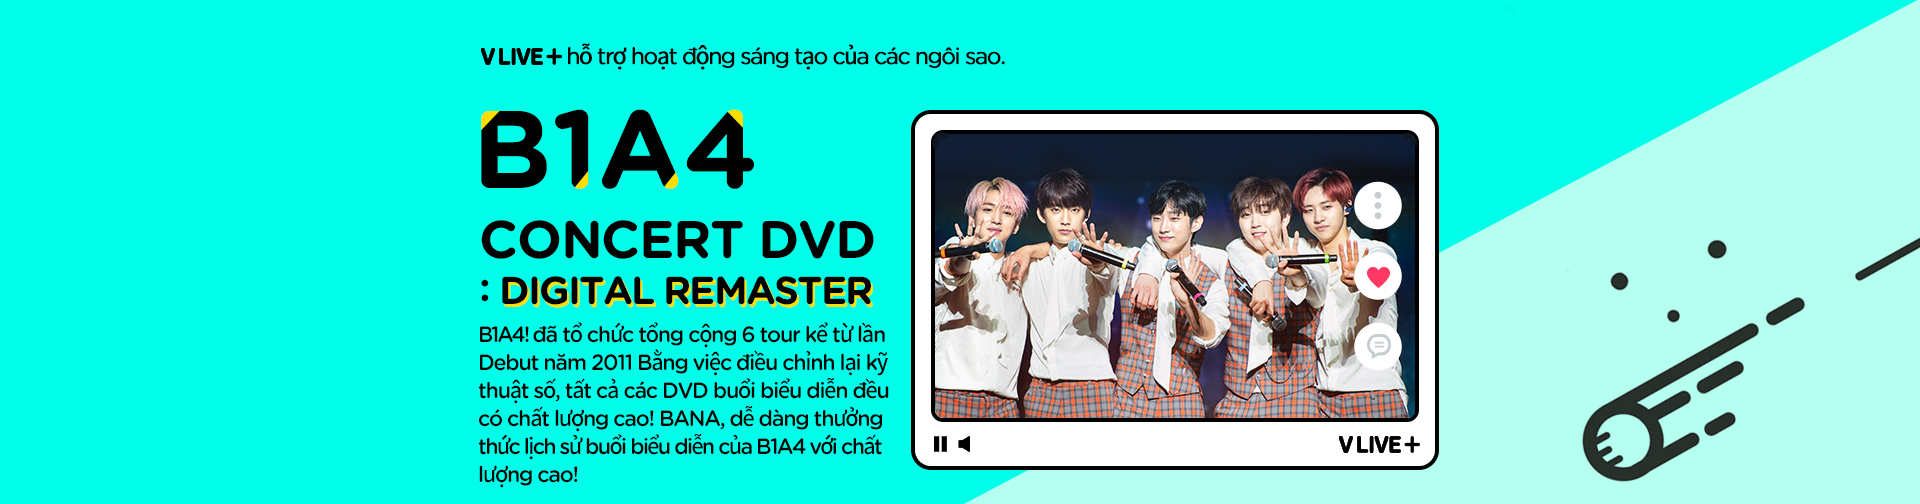 V LIVE+ hỗ trợ hoạt động sáng tạo của các ngôi sao.
B1A4
CONCERT DVD
: DIGITAL REMASTER
B1A4! đã tổ chức tổng cộng 6 tour kể từ lần
Debut năm 2011 Bằng việc điều chỉnh lại kỹ
thuật số, tất cả các DVD buổi biểu diễn đều
có chất lượng cao! BANA, dễ dàng thưởng
thức lịch sử buổi biểu diễn của B1A4 với chất
lượng cao!
V LIVE+